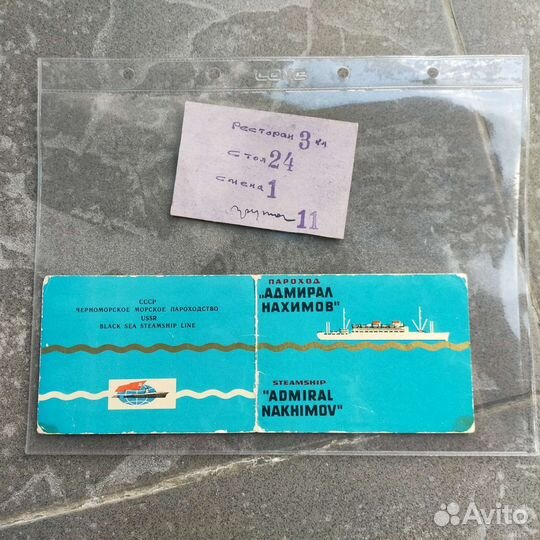 Ресторан 3 кл
Стол 24
смена 1
группа 11
СССР
ЧЕРНОМОРСКОЕ МОРСКОЕ ПАРОХОДСТВО
USSR
BLACK SEA STEAMSHIP LINE
ПАРОХОД
„АДМИРАЛ
НАХИМОВ"
STEAMSHIP
"ADMIRAL
NAKHIMOV"
Avito